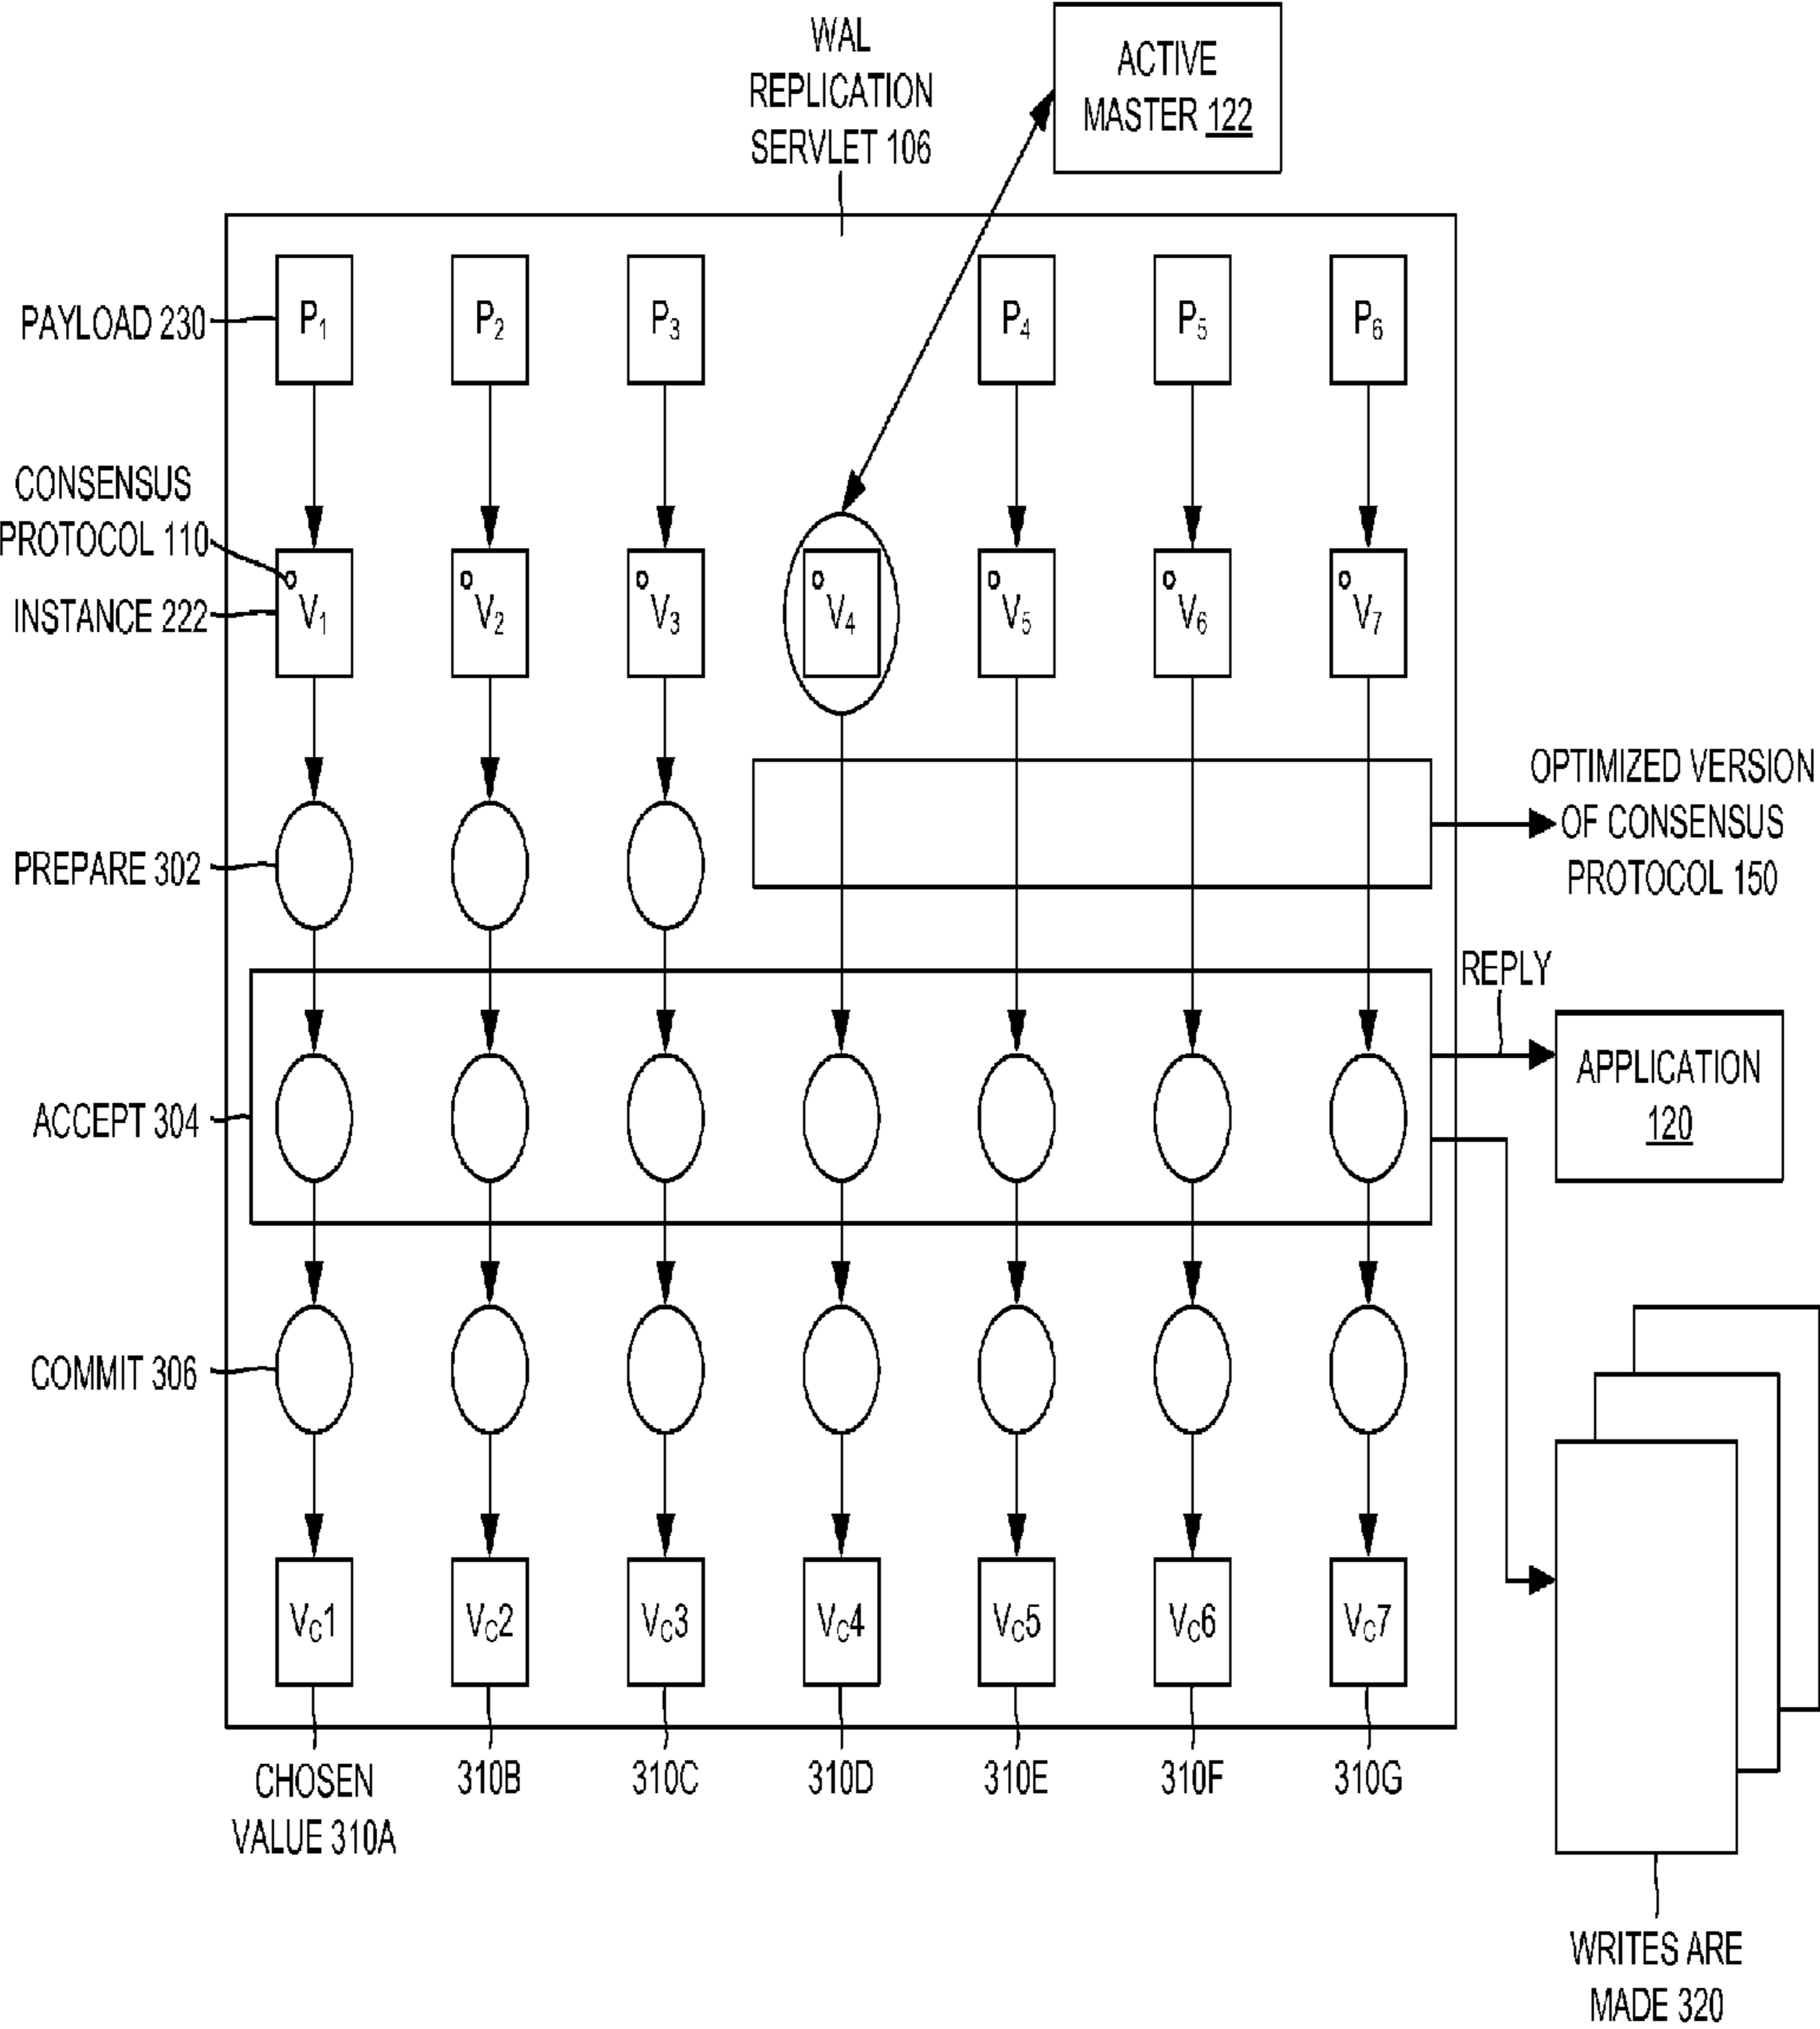 WAL
REPLICATION
SERVLET 106
ACTIVE
MASTER 122
PAYLOAD 230
P1 P2 P3 P4 P5 P6
CONSENSUS
PROTOCOL 110
INSTANCE 222
V1 V2 V3 V4 V5 V6 V7
OPTIMIZED VERSION
OF CONSENSUS
PROTOCOL 150
PREPARE 302
REPLY
APPLICATION
120
ACCEPT 304
COMMIT 306
VC1 VC2 VC3 VC4 VC5 VC6 VC7
CHOSEN
VALUE 310A
310B 310C 310D 310E 310F 310G
WRITES ARE
MADE 320